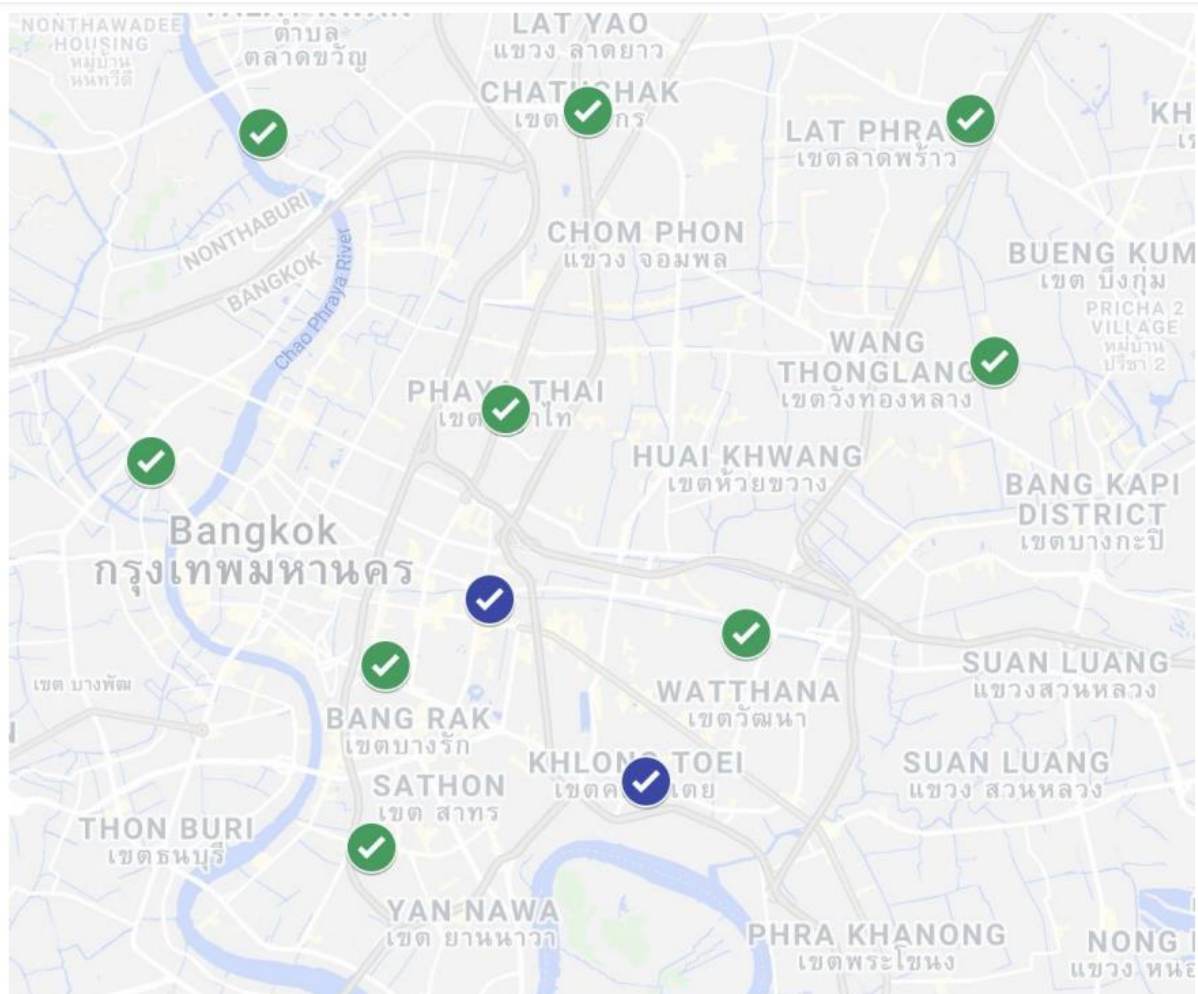 NONTHAWADEE
HOUSING
หมู่บ้าน
นนทวีดี
ตำบล
ตลาดขวัญ
LAT YAO
แขวง ลาดยาว
LAT PHRA
เขตลาดพร้าว
CHOM PHON
แขวง จอมพล
NONTHABURI
BANGKOK
Chao Phraya River
BUENG KUM
เขต บึงกุ่ม
PRICHA 2
VILLAGE
หมู่บ้าน
ปรีชา 2
WANG
THONGLANG
เขตวังทองหลาง
HUAI KHWANG
เขตห้วยขวาง
BANG KAPI
DISTRICT
เขตบางกะปิ
Bangkok
กรุงเทพมหานคร
เขต บางพัฒ
BANG RAK
เขตบางรัก
SATHON
เขต สาทร
WATTHANA
เขตวัฒนา
SUAN LUANG
แขวงสวนหลวง
SUAN LUANG
แขวง สวนหลวง
THON BURI
เขตธนบุรี
YAN NAWA
เขต ยานนาวา
PHRA KHANONG
เขตพระโขนง
NONG
แขวง หนอ